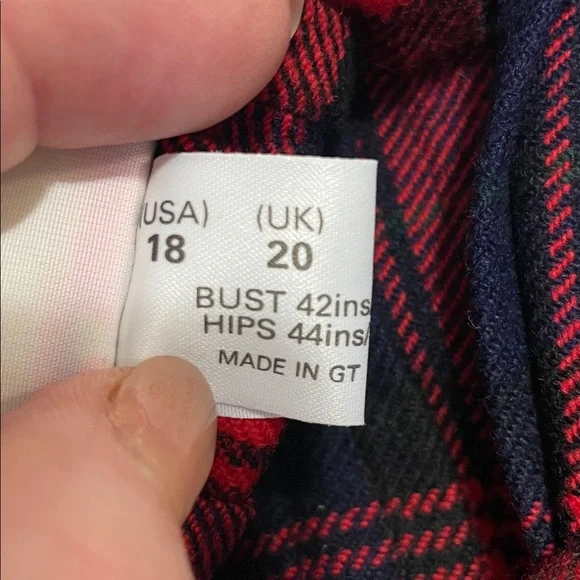 (USA) (UK)
18 20
BUST 42ins
HIPS 44ins/
MADE IN GT